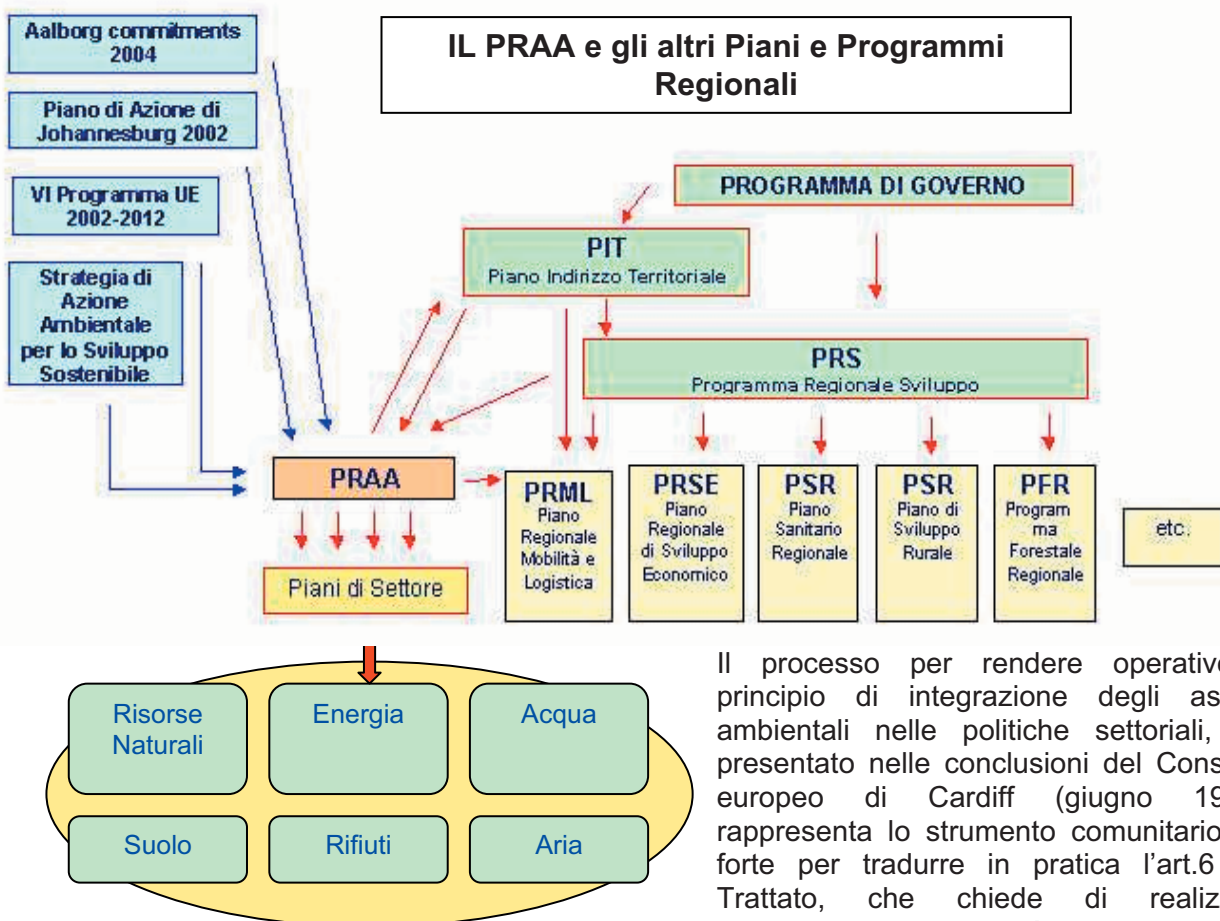 Aalborg commitments
2004
IL PRAA e gli altri Piani e Programmi
Regionali
Piano di Azione di
Johannesburg 2002
VI Programma UE
2002-2012
Strategia di
Azione
Ambientale
per lo Sviluppo
Sostenibile
PROGRAMMA DI GOVERNO
PIT
Piano Indirizzo Territoriale
PRS
Programma Regionale Sviluppo
PRAA
Piani di Settore
PRML
Piano
Regionale
Mobilità e
Logistica
PRSE
Piano
Regionale
di Sviluppo
Economico
PSR
Piano
Sanitario
Regionale
PSR
Piano di
Sviluppo
Rurale
PFR
Program
ma
Forestale
Regionale
etc.
Risorse
Naturali
Energia
Acqua
Suolo
Rifiuti
Aria
Il processo per rendere operativo
principio di integrazione degli as
ambientali nelle politiche settoriali,
presentato nelle conclusioni del Cons
europeo di Cardiff (giugno 19
rappresenta lo strumento comunitario
forte per tradurre in pratica l'art.6
Trattato, che chiede di realiz